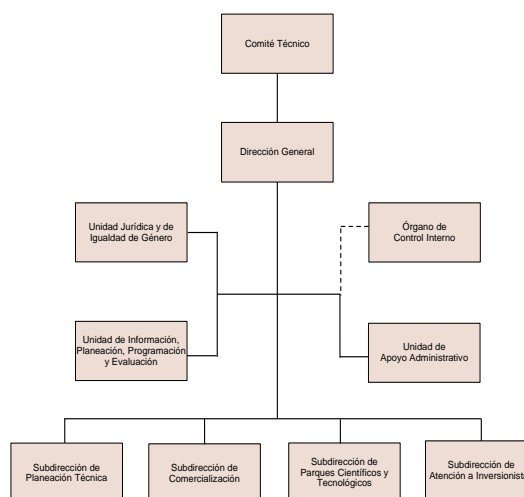 Comité Técnico
Dirección General
Unidad Jurídica y de
Igualdad de Género
Órgano de
Control Interno
Unidad de Información,
Planeación, Programación
y Evaluación
Unidad de
Apoyo Administrativo
Subdirección de
Planeación Técnica
Subdirección de
Comercialización
Subdirección de
Parques Científicos y
Tecnológicos
Subdirección de
Atención a Inversionista